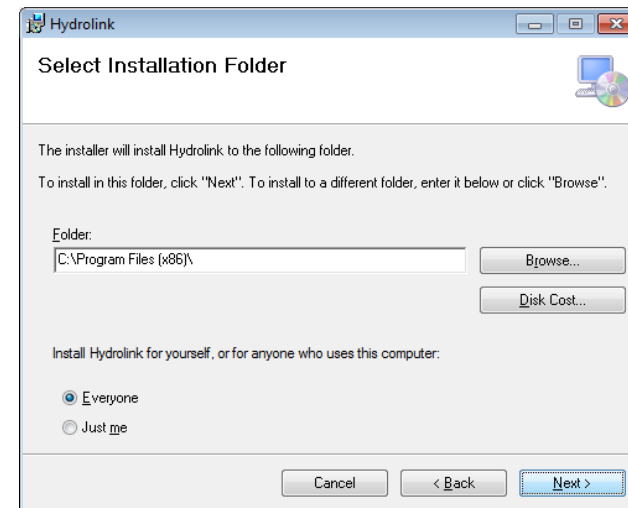 Hydrolink
Select Installation Folder
The installer will install Hydrolink to the following folder.
To install in this folder, click "Next". To install to a different folder, enter it below or click "Browse".
Folder:
C:\Program Files (x86)\
Browse...
Disk Cost...
Install Hydrolink for yourself, or for anyone who uses this computer:
Everyone
Just me
Cancel
< Back
Next >